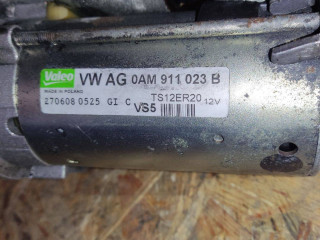 Valeo VW AG 0AM 911 023 B
MADE IN POLAND
270608 0525 GI C TS12ER20 12V
VS5